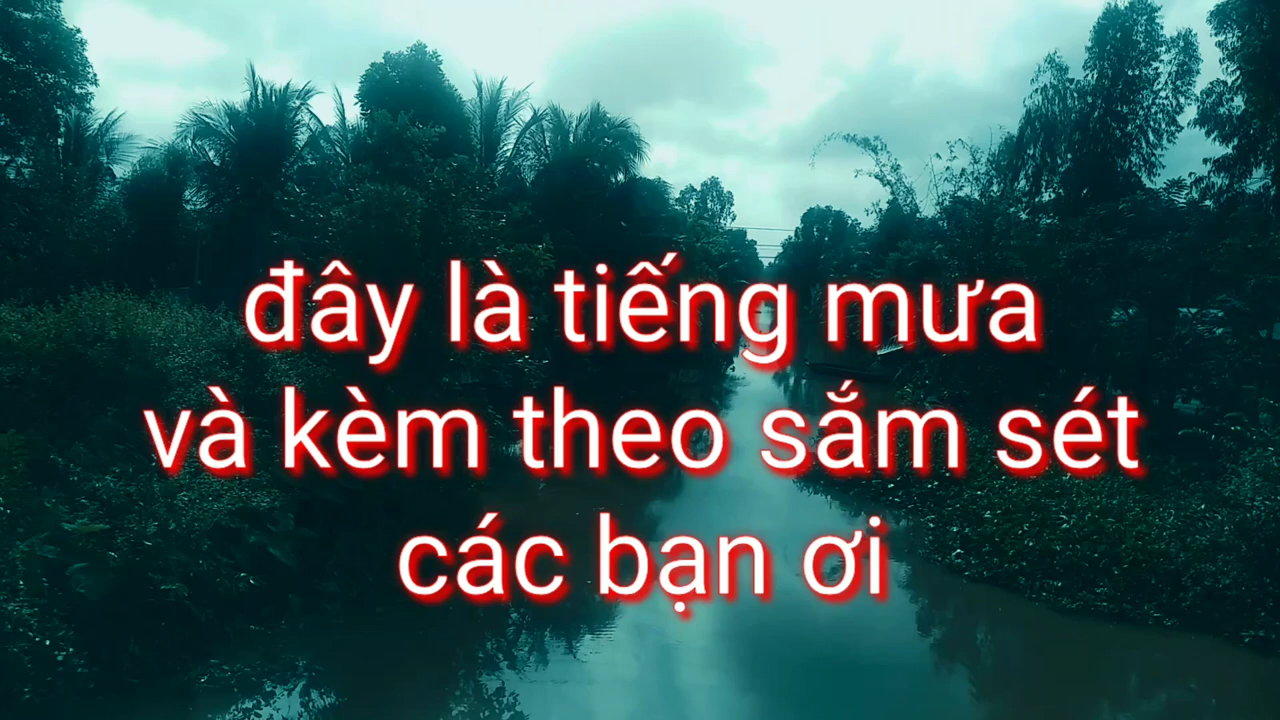 đây là tiếng mưa
và kèm theo sắm sét
các bạn ơi